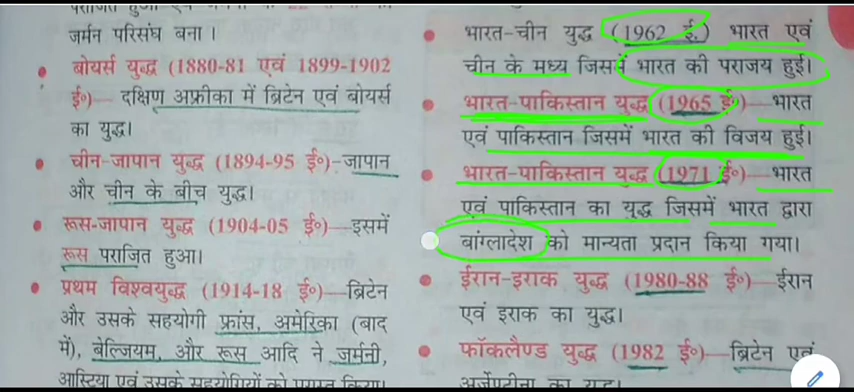 जर्मन परिसंघ बना ।
बोयर्स युद्ध (1880-81 एवं 1899-1902
ई०)— दक्षिण अफ्रीका में ब्रिटेन एवं बोयर्स
का युद्ध।
चीन-जापान युद्ध (1894-95 ई०)-जापान
और चीन के बीच युद्ध।
रूस-जापान युद्ध (1904-05 ई०)—इसमें
रूस पराजित हुआ।
प्रथम विश्वयुद्ध (1914-18 ई०)—ब्रिटेन
और उसके सहयोगी फ्रांस, अमेरिका (बाद
में), बेल्जियम, और रूस आदि ने जर्मनी,
भारत-चीन युद्ध (1962 ई.) भारत एवं
चीन के मध्य जिसमें भारत की पराजय हुई।
भारत-पाकिस्तान युद्ध (1965 ई०)—भारत
एवं पाकिस्तान जिसमें भारत की विजय हुई।
भारत-पाकिस्तान युद्ध (1971 ई०)—भारत
एवं पाकिस्तान का युद्ध जिसमें भारत द्वारा
बांग्लादेश को मान्यता प्रदान किया गया।
ईरान-इराक युद्ध (1980-88 ई०)— ईरान
एवं इराक का युद्ध।
फॉकलैण्ड युद्ध (1982 ई०)—ब्रिटेन एवं